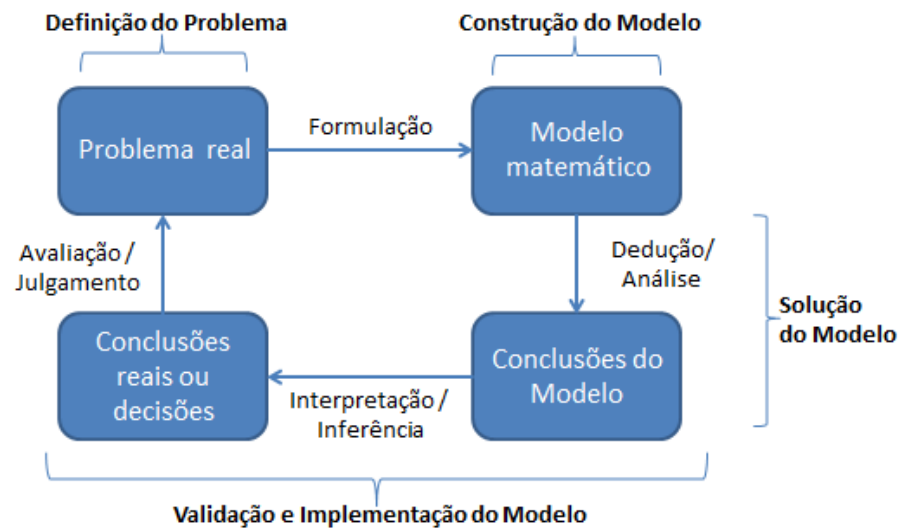 Definição do Problema
Construção do Modelo
Problema real
Formulação
Modelo
matemático
Avaliação /
Julgamento
Dedução/
Análise
Solução
do Modelo
Conclusões
reais ou
decisões
Interpretação /
Inferência
Conclusões do
Modelo
Validação e Implementação do Modelo